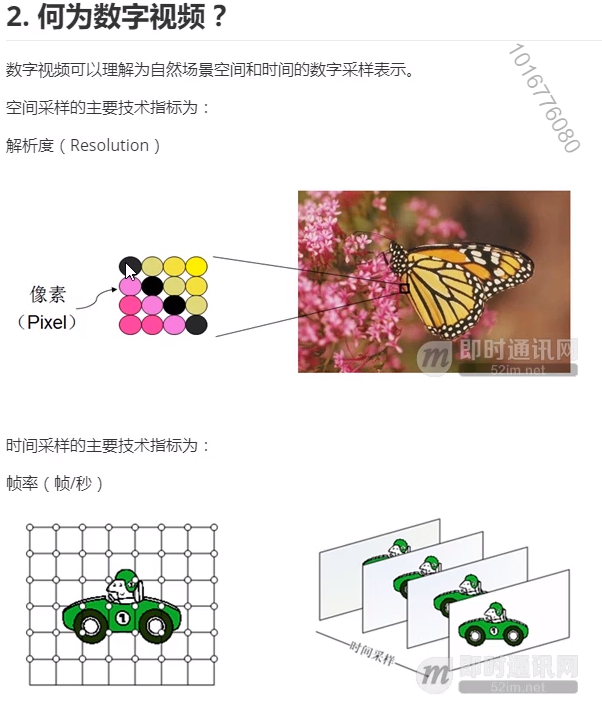 2. 何为数字视频？
数字视频可以理解为自然场景空间和时间的数字采样表示。
1016776080
空间采样的主要技术指标为：
解析度（Resolution）
像素
（Pixel）
m 即时通讯网
52im.net
时间采样的主要技术指标为：
帧率（帧/秒）
1
1
时间采样
m 即时通讯网
52im.net